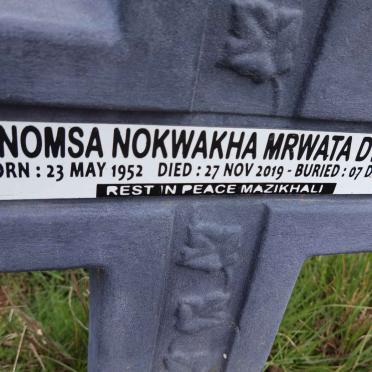 NOMSA NOKWAKHA MRWATA D
ORN : 23 MAY 1952 DIED : 27 NOV 2019 - BURIED : 07 D
REST IN PEACE MAZIKHALI